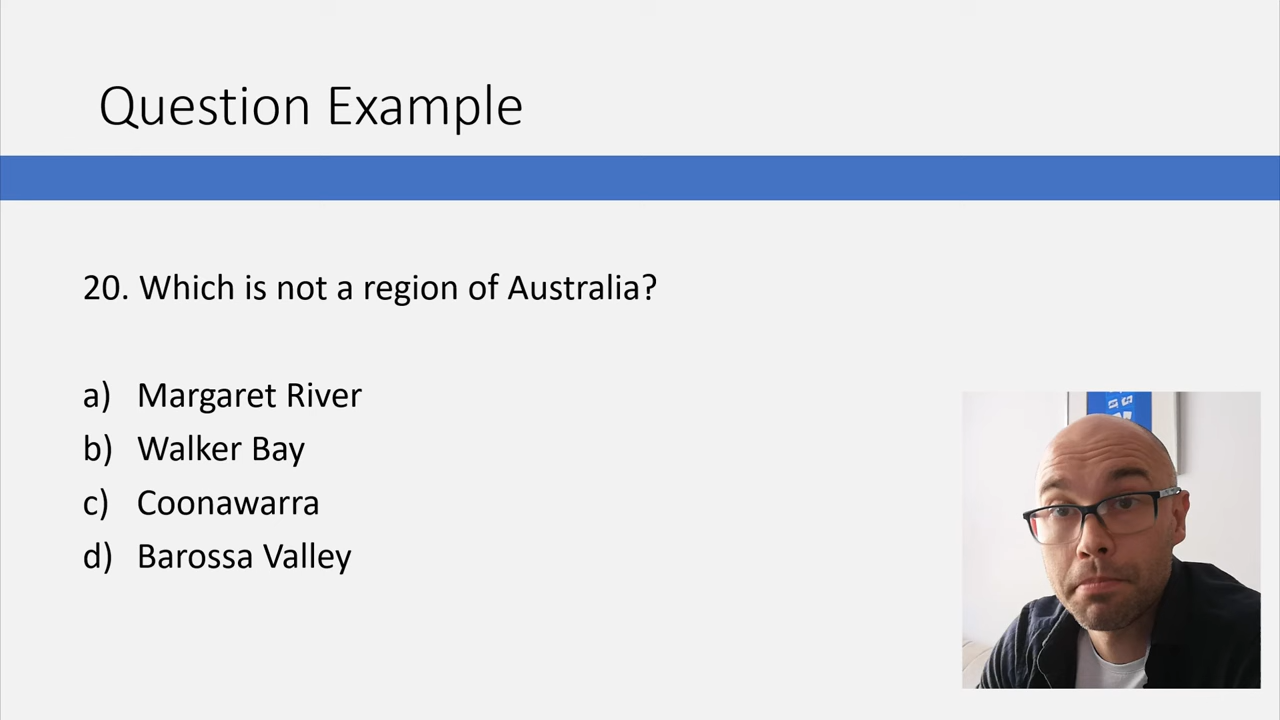 Question Example
20. Which is not a region of Australia?
a) Margaret River
b) Walker Bay
c) Coonawarra
d) Barossa Valley